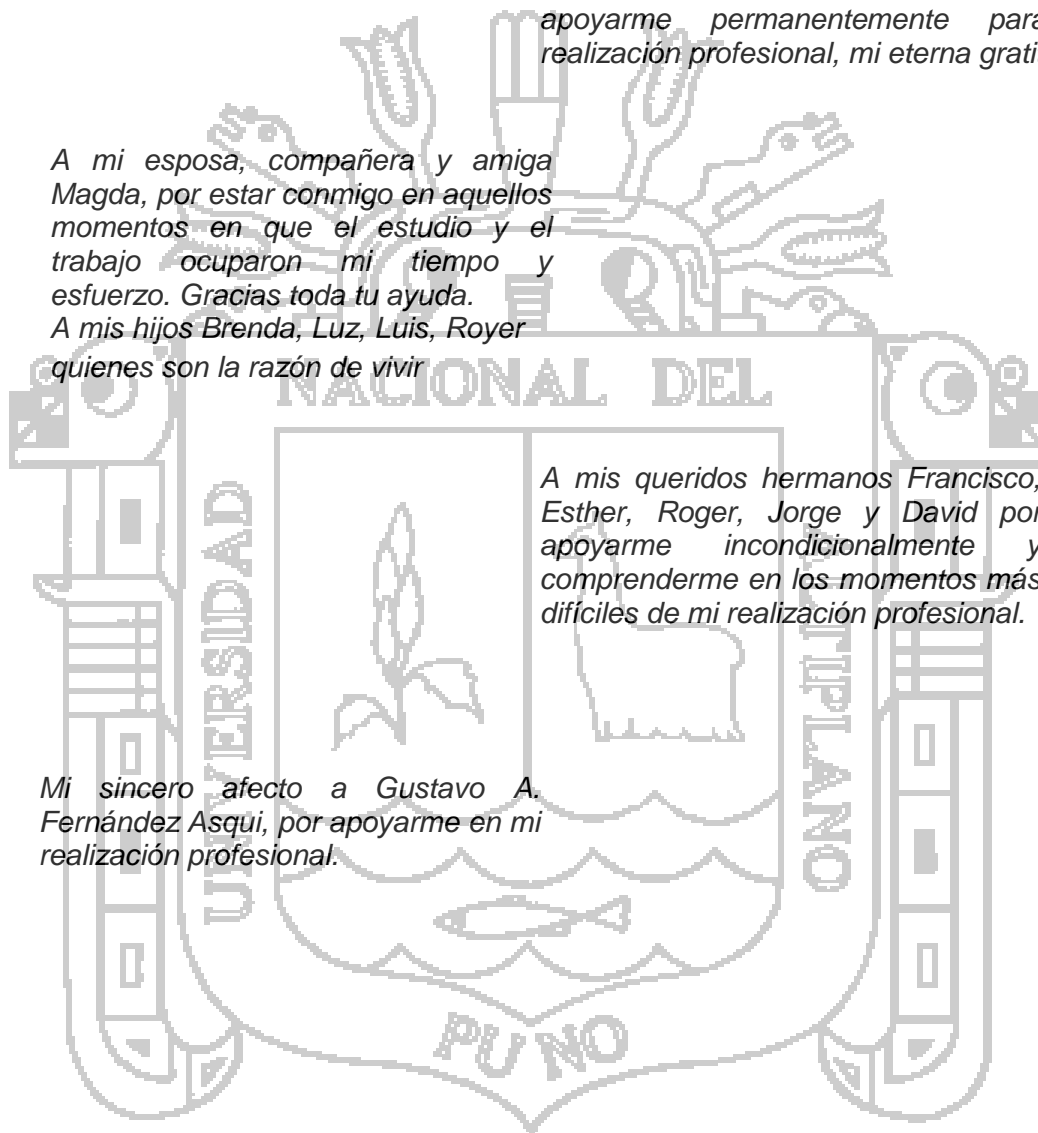 apoyarme permanentemente para
realización profesional, mi eterna
A mi esposa, compañera y amiga
Magda, por estar conmigo en aquellos
momentos en que el estudio y el
trabajo ocuparon mi tiempo y
esfuerzo. Gracias toda tu ayuda.
A mis hijos Brenda, Luz, Luis, Royer
quienes son la razón de vivir
A mis queridos hermanos Francisco,
Esther, Roger, Jorge y David por
apoyarme incondicionalmente y
comprenderme en los momentos más
difíciles de mi realización profesional.
Mi sincero afecto a Gustavo A.
Fernández Asqui, por apoyarme en mi
realización profesional.
UNIVERSIDAD
NACIONAL DEL
ALTIPLANO
PUNO